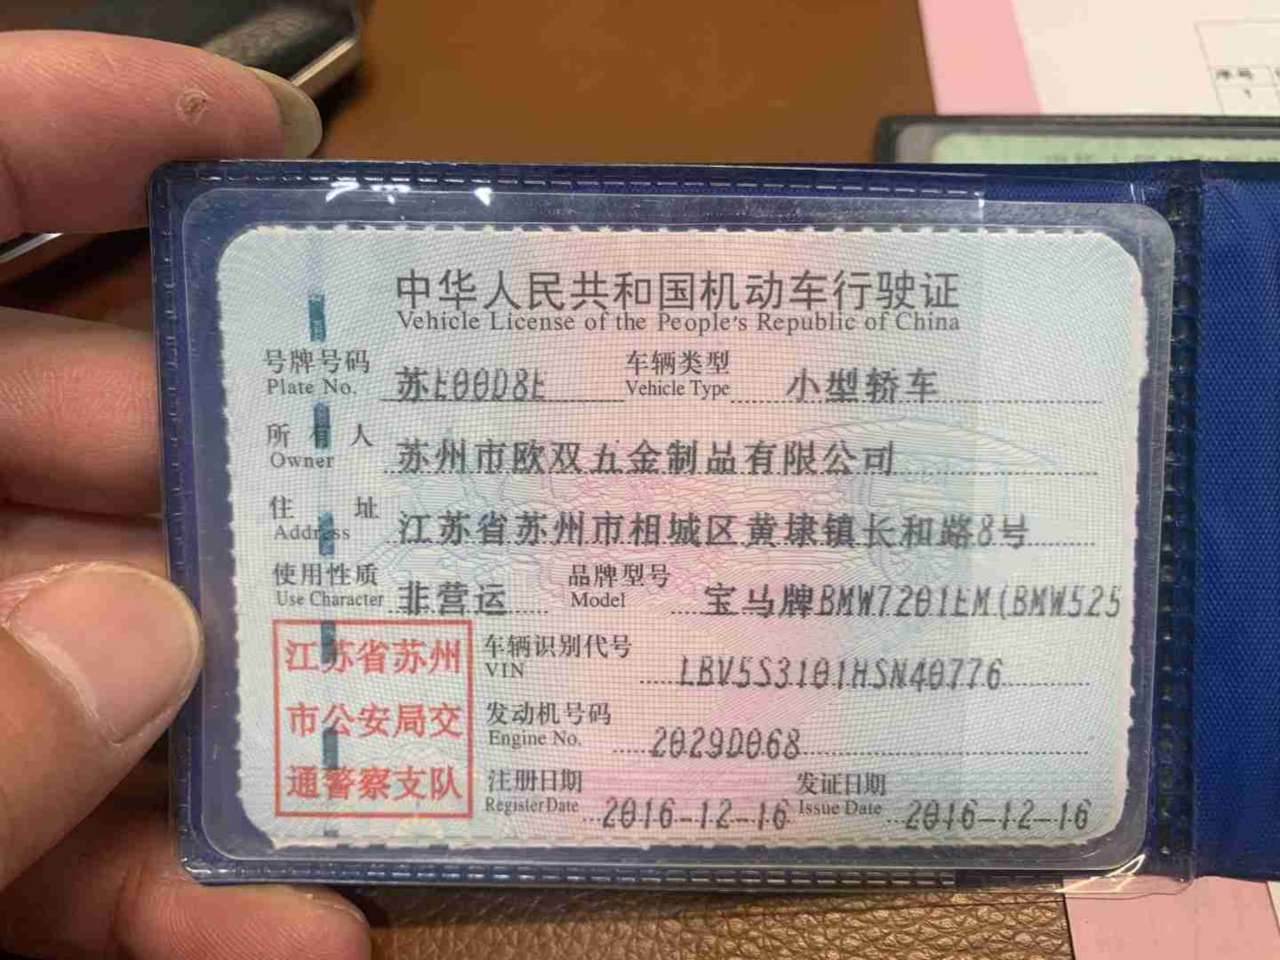 序号
1
中华人民共和国机动车行驶证
Vehicle License of the People's Republic of China
号牌号码 苏E00D8E 车辆类型 小型轿车
Plate No. Vehicle Type
所有人 苏州市欧双五金制品有限公司
Owner
住址 江苏省苏州市相城区黄埭镇长和路8号
Address
使用性质 非营运 品牌型号 宝马牌BMW7201EM(BMW525
Use Character Model
江苏省苏州
市公安局交
通警察支队
车辆识别代号 LBV5S3101HSN40776
VIN
发动机号码 2029D068
Engine No.
注册日期 2016-12-16 发证日期 2016-12-16
Register Date Issue Date